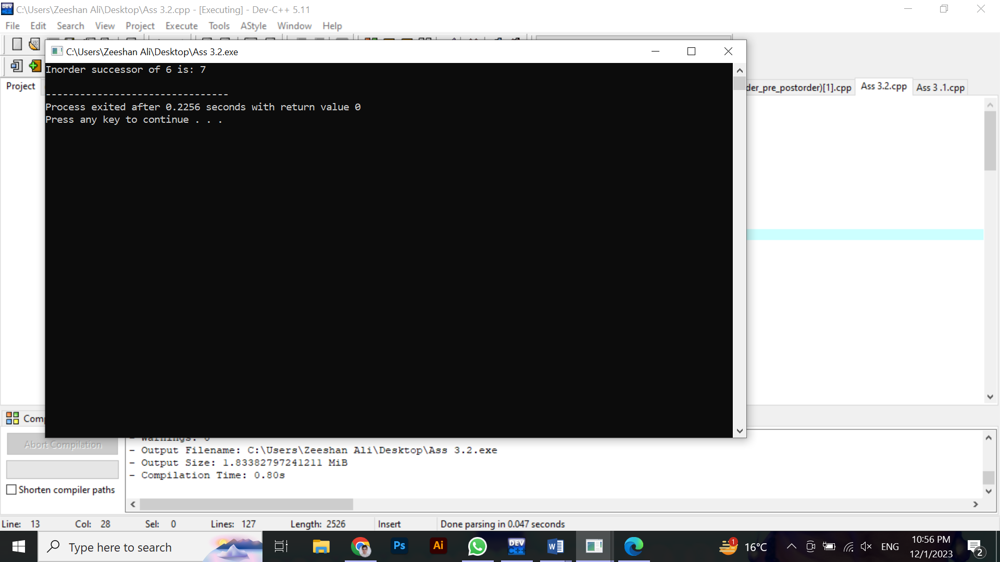 C:\Users\Zeeshan Ali\Desktop\Ass 3.2.cpp - [Executing] - Dev-C++ 5.11
File Edit Search View Project Execute Tools AStyle Window Help
C:\Users\Zeeshan Ali\Desktop\Ass 3.2.exe
Inorder successor of 6 is: 7
--------------------------------
Process exited after 0.2256 seconds with return value 0
Press any key to continue . . .
Project
der_pre_postorder)[1].cpp Ass 3.2.cpp Ass 3 .1.cpp
Comp
Abort Compilation
Shorten compiler paths
- Warnings: 0
- Output Filename: C:\Users\Zeeshan Ali\Desktop\Ass 3.2.exe
- Output Size: 1.83382797241211 MiB
- Compilation Time: 0.80s
Line: 13 Col: 28 Sel: 0 Lines: 127 Length: 2526 Insert Done parsing in 0.047 seconds
Type here to search
Ps
Ai
DEV C++
W
1
16°C
ENG
10:56 PM
12/1/2023
2